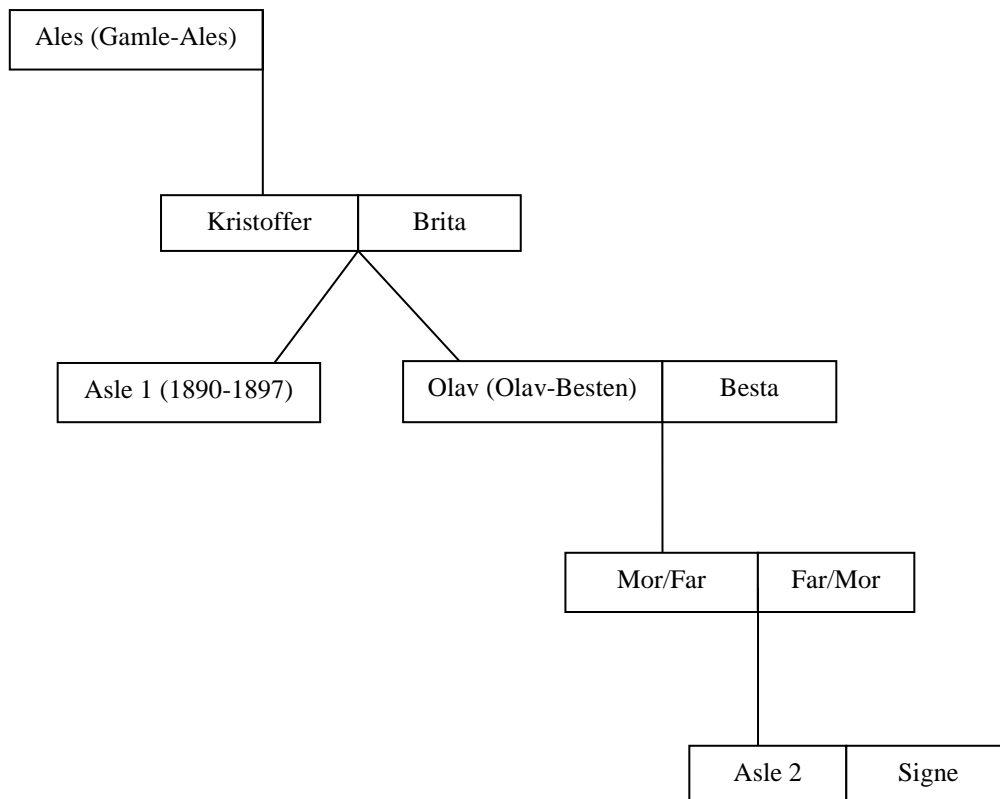 Ales (Gamle-Ales)
Kristoffer
Brita
Asle 1 (1890-1897)
Olav (Olav-Besten)
Besta
Mor/Far
Far/Mor
Asle 2
Signe